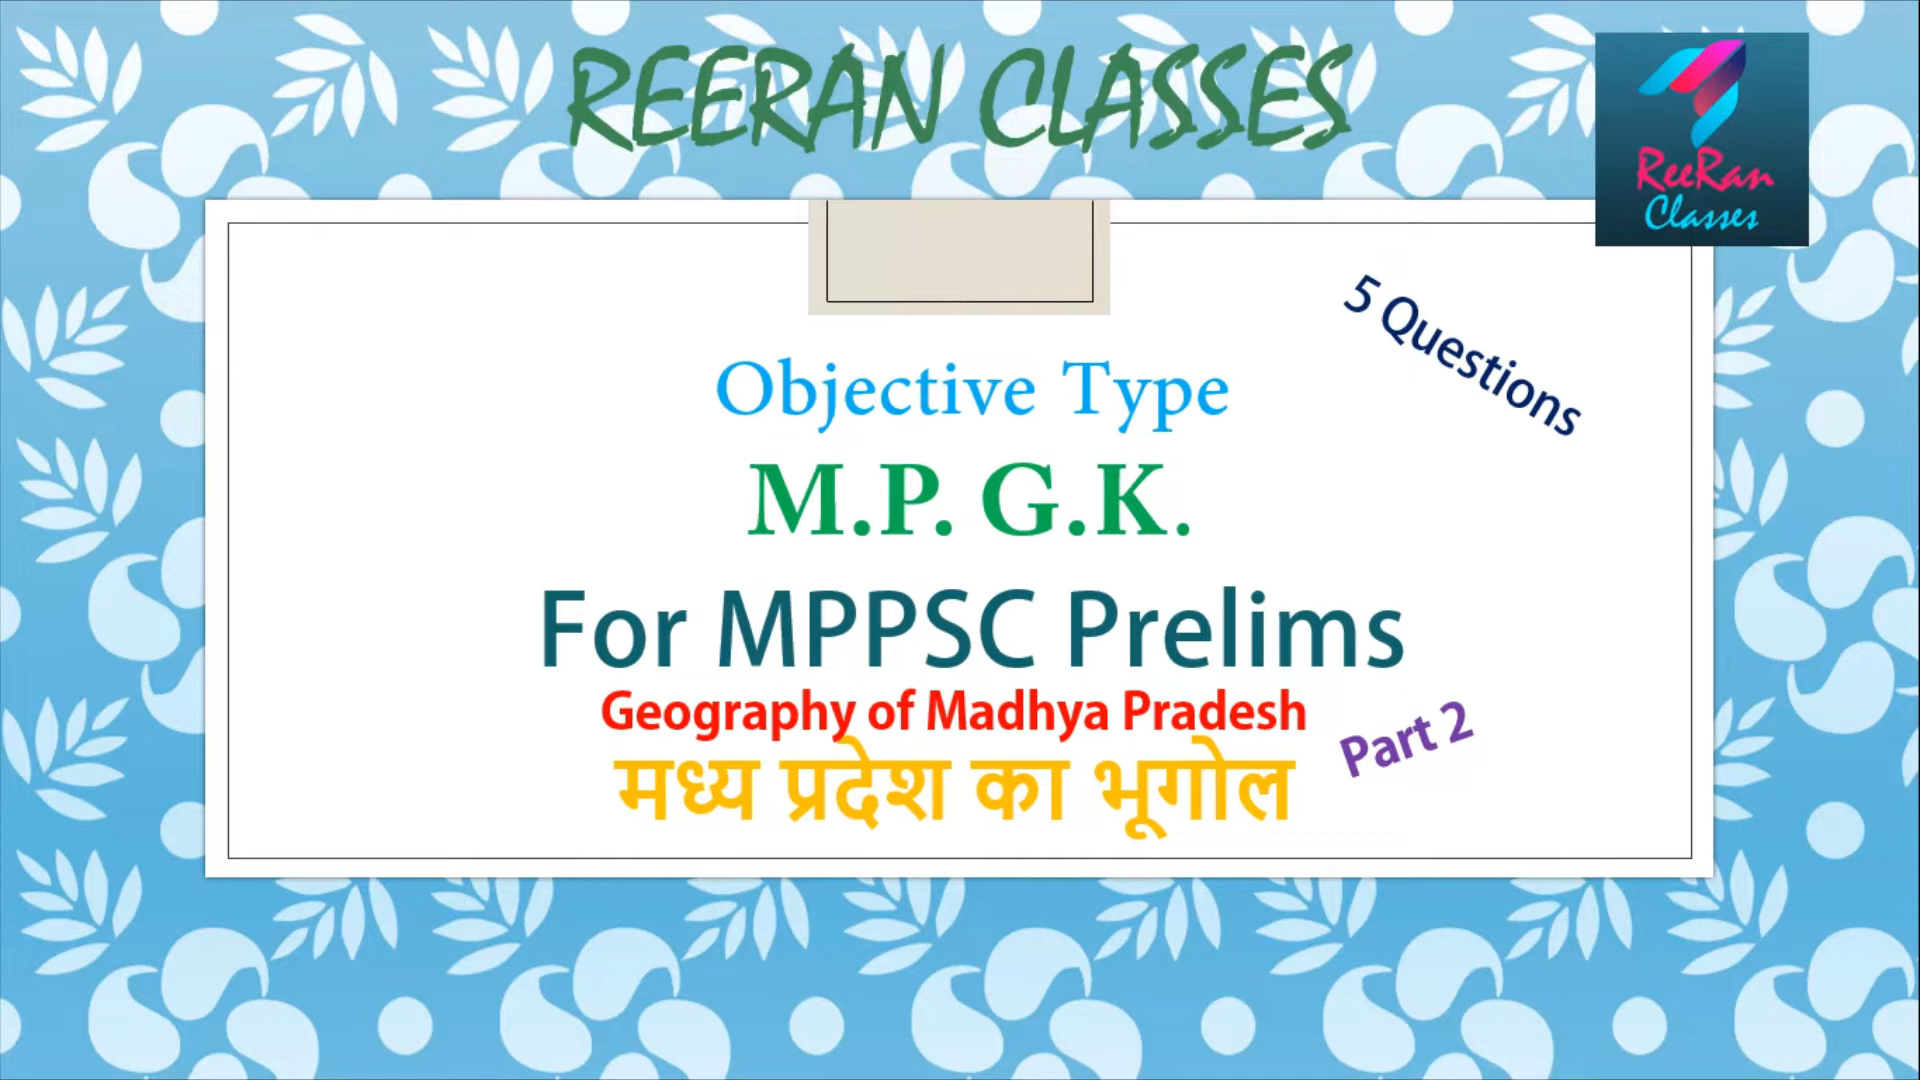 REERAN CLASSES
ReeRan
Classes
5 Questions
Objective Type
M.P. G.K.
For MPPSC Prelims
Geography of Madhya Pradesh
मध्य प्रदेश का भूगोल
Part 2